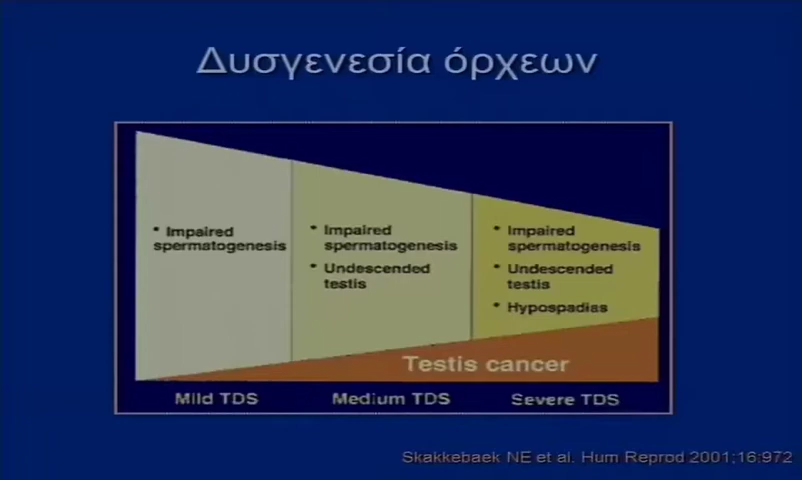 Δυσγενεσία όρχεων
• Impaired
spermatogenesis
• Impaired
spermatogenesis
• Undescended
testis
• Impaired
spermatogenesis
• Undescended
testis
• Hypospadias
Testis cancer
Mild TDS
Medium TDS
Severe TDS
Skakkebaek NE et al. Hum Reprod 2001;16:972